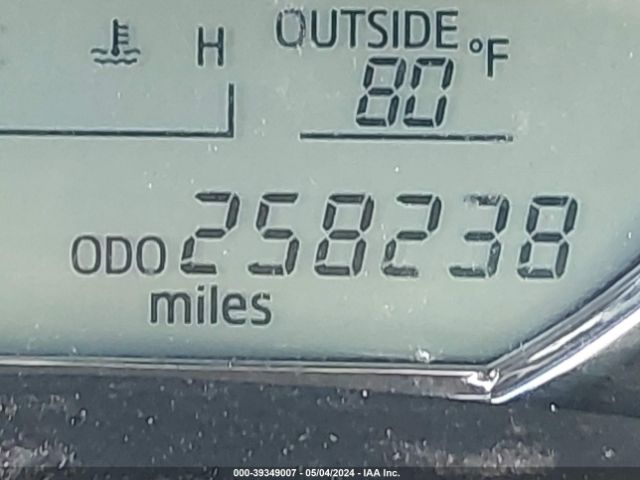 H
OUTSIDE
80 °F
ODO 258238
miles
000-39349007 - 05/04/2024 - IAA Inc.